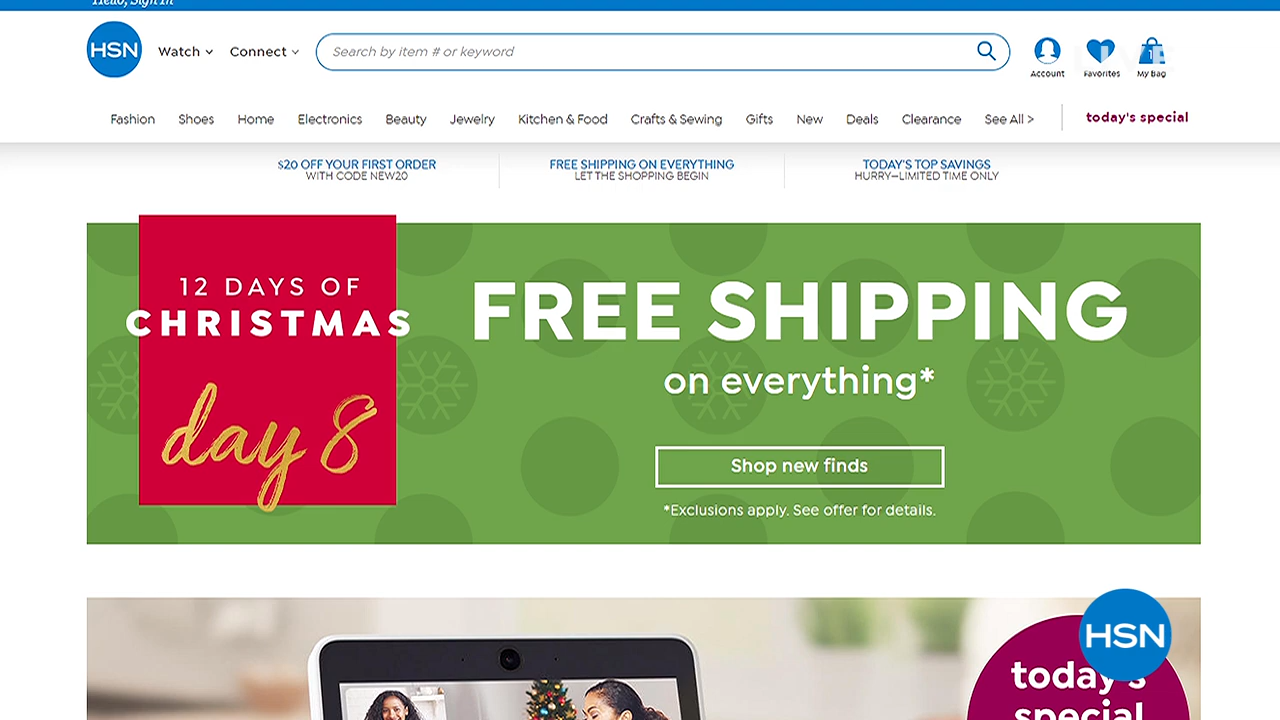 Hello, Sign In
HSN
Watch
Connect
Search by item # or keyword
LIVE
Account
Favorites
1
My Bag
Fashion
Shoes
Home
Electronics
Beauty
Jewelry
Kitchen & Food
Crafts & Sewing
Gifts
New
Deals
Clearance
See All >
today's special
$20 OFF YOUR FIRST ORDER
WITH CODE NEW20
FREE SHIPPING ON EVERYTHING
LET THE SHOPPING BEGIN
TODAY'S TOP SAVINGS
HURRY—LIMITED TIME ONLY
12 DAYS OF
CHRISTMAS
day 8
FREE SHIPPING
on everything*
Shop new finds
*Exclusions apply. See offer for details.
HSN
today's
special